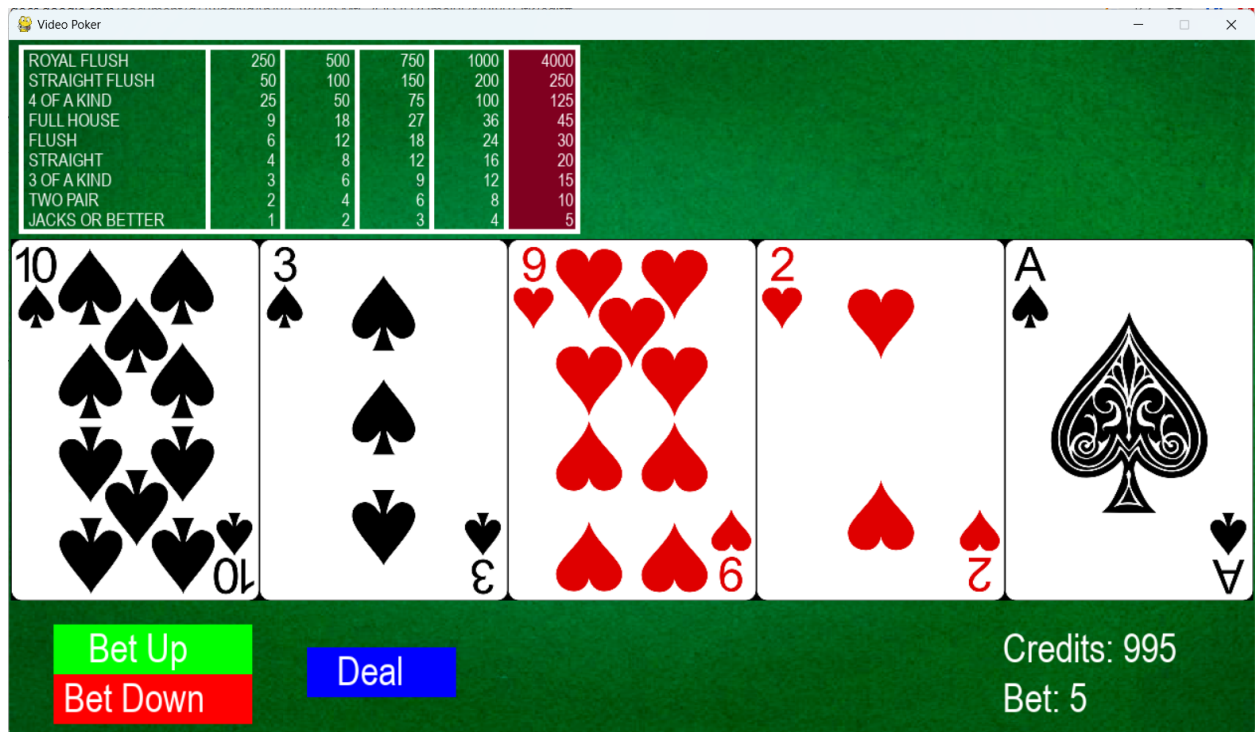 Video Poker
ROYAL FLUSH 250 500 750 1000 4000
STRAIGHT FLUSH 50 100 150 200 250
4 OF A KIND 25 50 75 100 125
FULL HOUSE 9 18 27 36 45
FLUSH 6 12 18 24 30
STRAIGHT 4 8 12 16 20
3 OF A KIND 3 6 9 12 15
TWO PAIR 2 4 6 8 10
JACKS OR BETTER 1 2 3 4 5
10 3 9 2 A
10 3 9 2 A
Bet Up
Bet Down
Deal
Credits: 995
Bet: 5